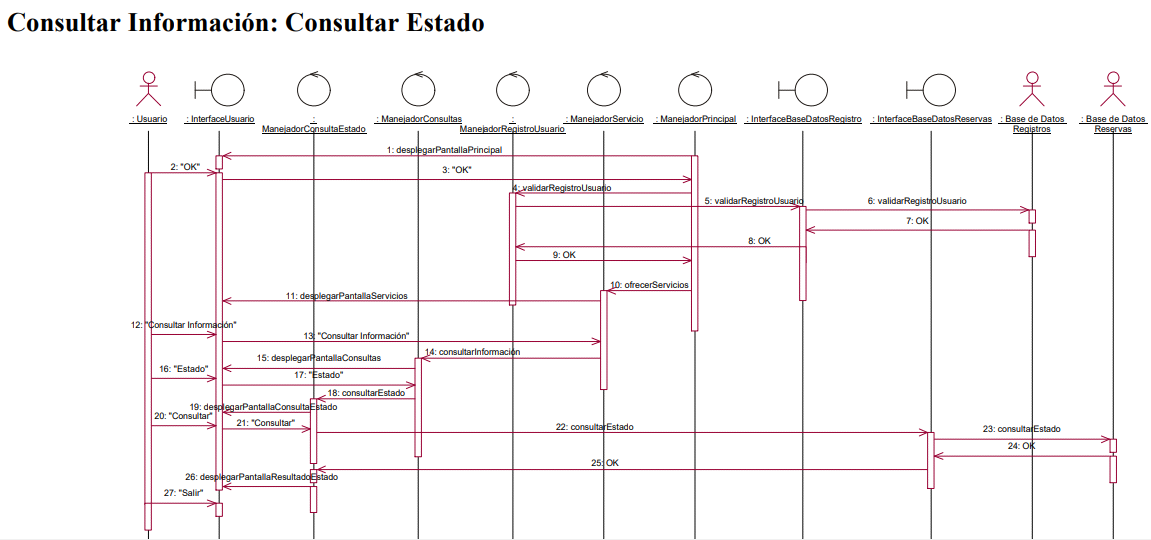 Consultar Información: Consultar Estado
: Usuario
: InterfaceUsuario
:
ManejadorConsultaEstado
: ManejadorConsultas
:
ManejadorRegistroUsuario
: ManejadorServicio
: ManejadorPrincipal
: InterfaceBaseDatosRegistro
: InterfaceBaseDatosReservas
: Base de Datos
Registros
: Base de Datos
Reservas
1: desplegarPantallaPrincipal
2: "OK"
3: "OK"
4: validarRegistroUsuario
5: validarRegistroUsuario
6: validarRegistroUsuario
7: OK
8: OK
9: OK
10: ofrecerServicios
11: desplegarPantallaServicios
12: "Consultar Información"
13: "Consultar Información"
14: consultarInformación
15: desplegarPantallaConsultas
16: "Estado"
17: "Estado"
18: consultarEstado
19: desplegarPantallaConsultaEstado
20: "Consultar"
21: "Consultar"
22: consultarEstado
23: consultarEstado
24: OK
25: OK
26: desplegarPantallaResultadoEstado
27: "Salir"